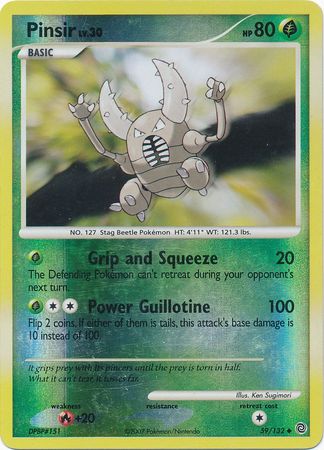 Pinsir LV.30
HP 80
BASIC
NO. 127 Stag Beetle Pokémon HT: 4'11" WT: 121.3 lbs.
Grip and Squeeze 20
The Defending Pokémon can't retreat during your opponent's
next turn.
Power Guillotine 100
Flip 2 coins. If either of them is tails, this attack's base damage is
10 instead of 100.
It grips prey with its pincers until the prey is torn in half.
What it can't tear, it tosses far.
Illus. Ken Sugimori
weakness resistance retreat cost
+20
DPBP#151 ©2007 Pokémon/Nintendo 59/132